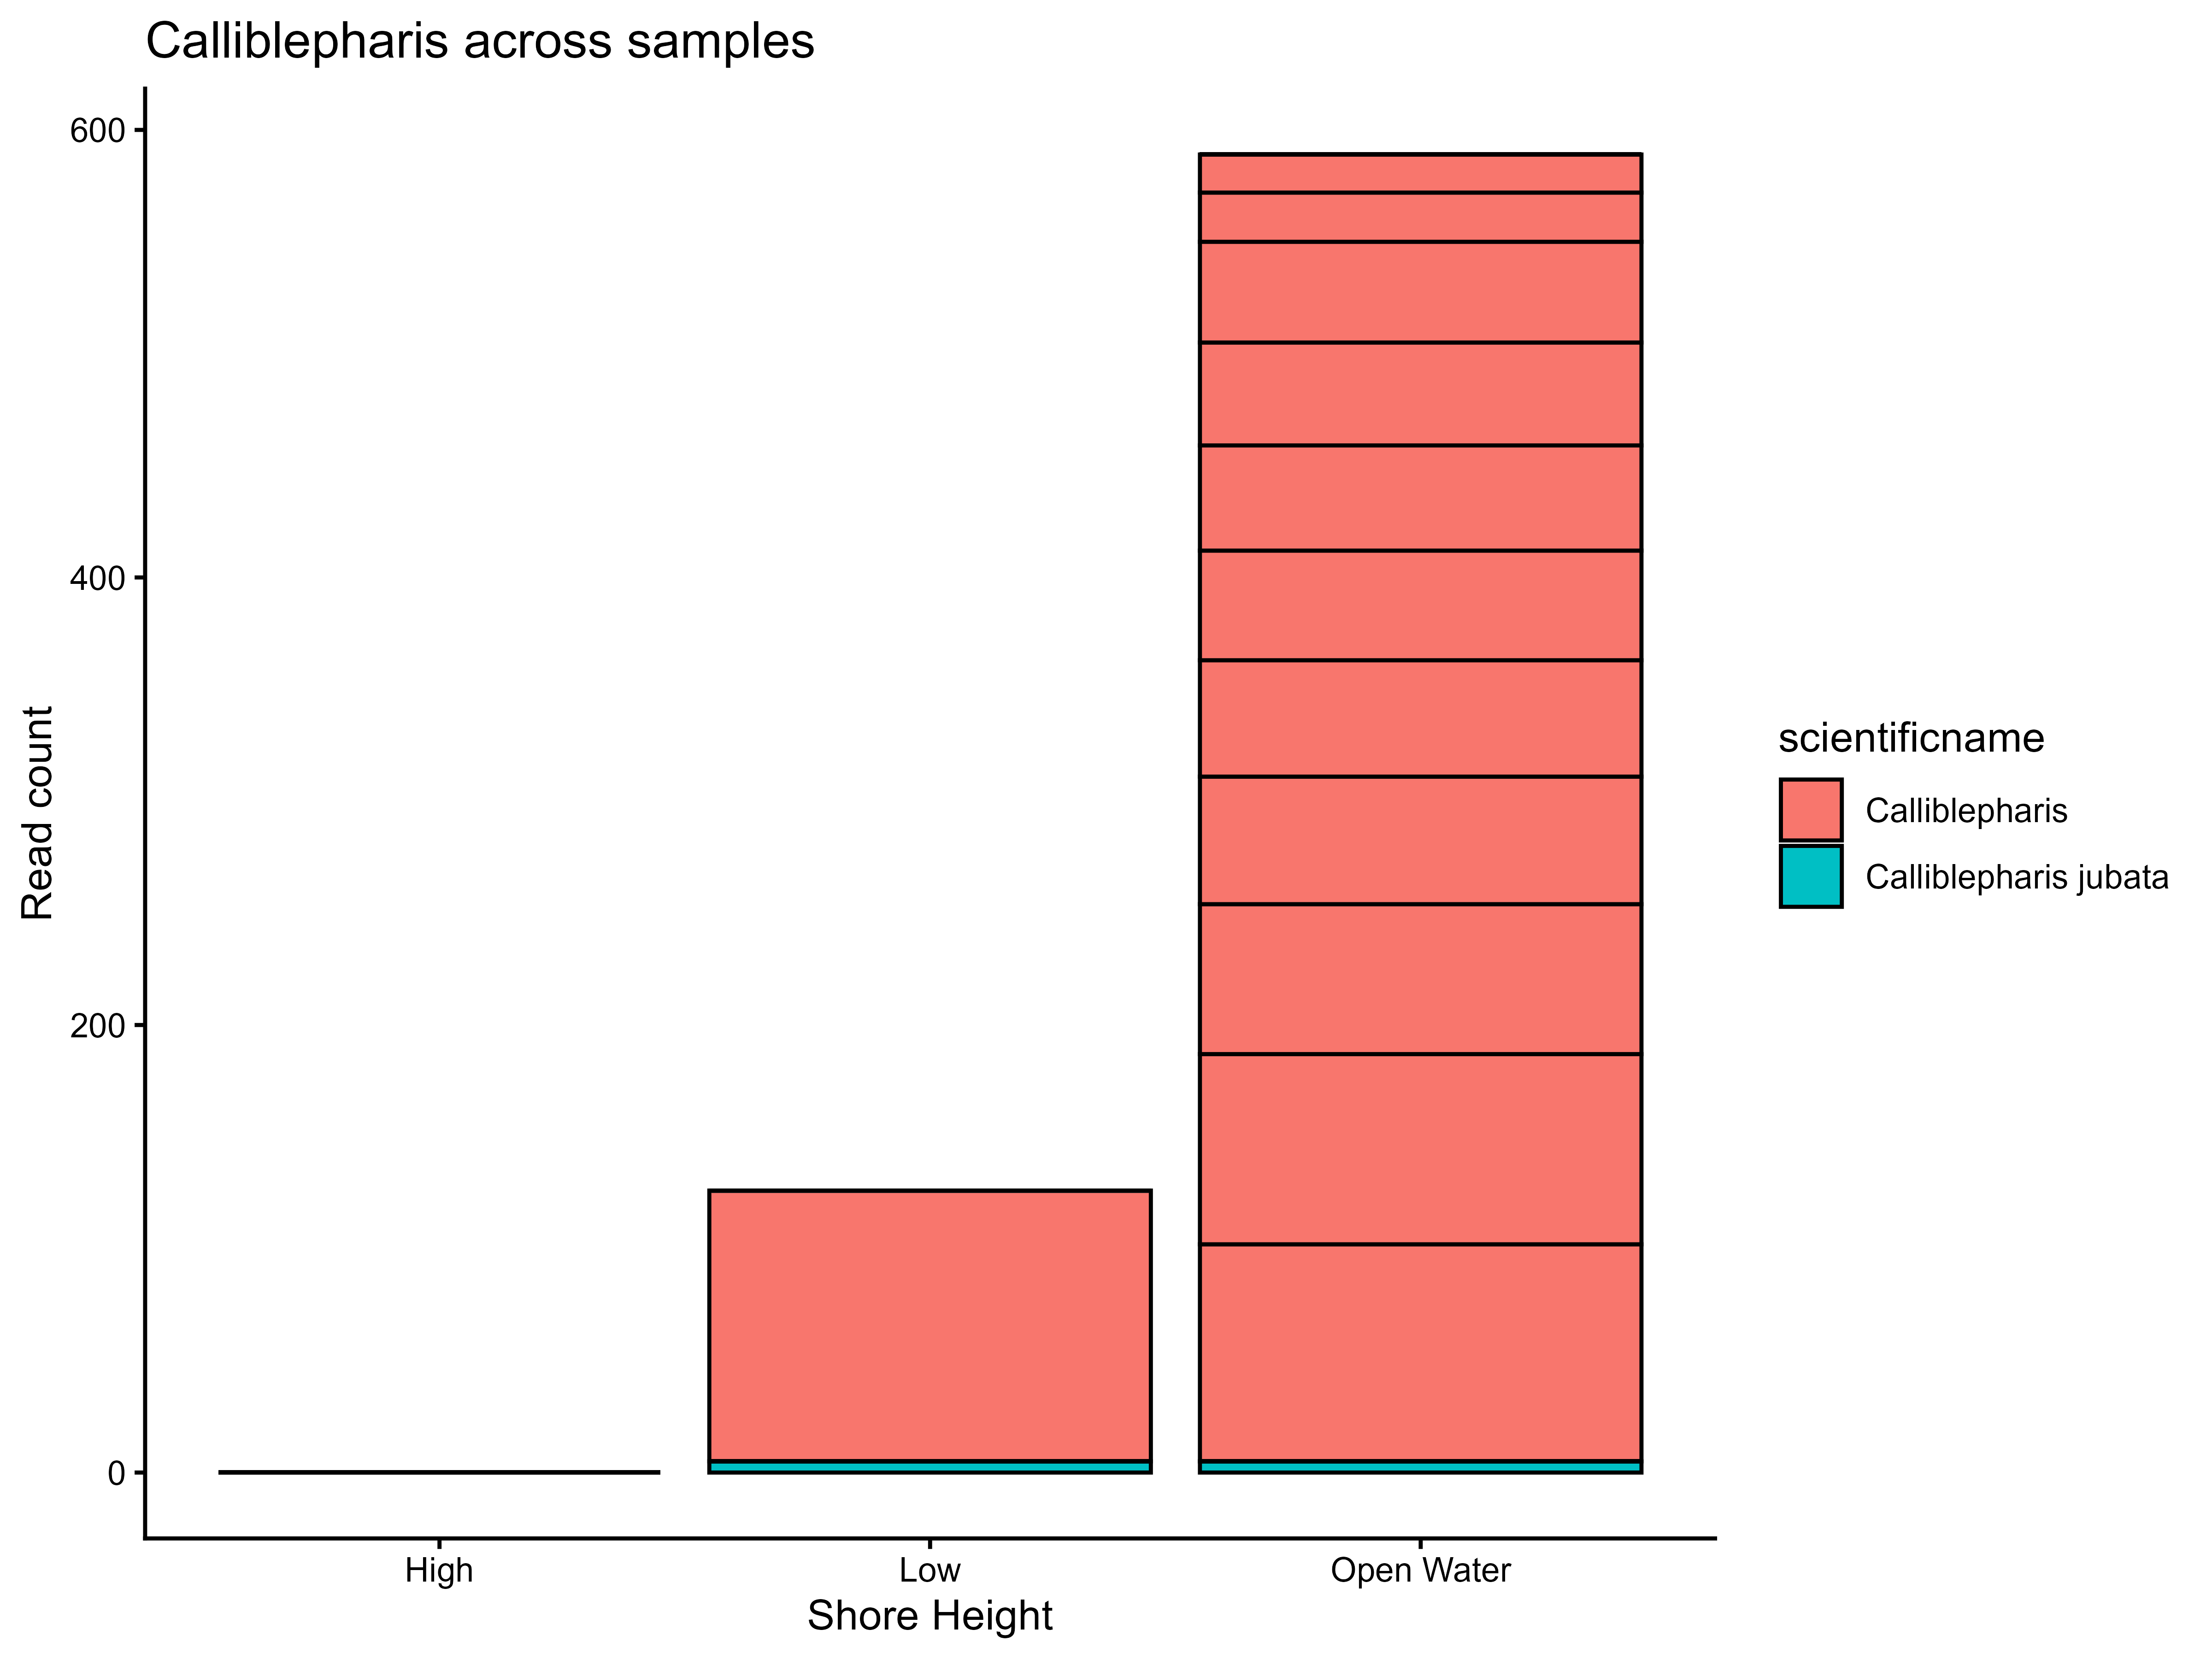 Calliblepharis across samples
600
400
200
0
Read count
High
Low
Open Water
Shore Height
scientificname
Calliblepharis
Calliblepharis jubata